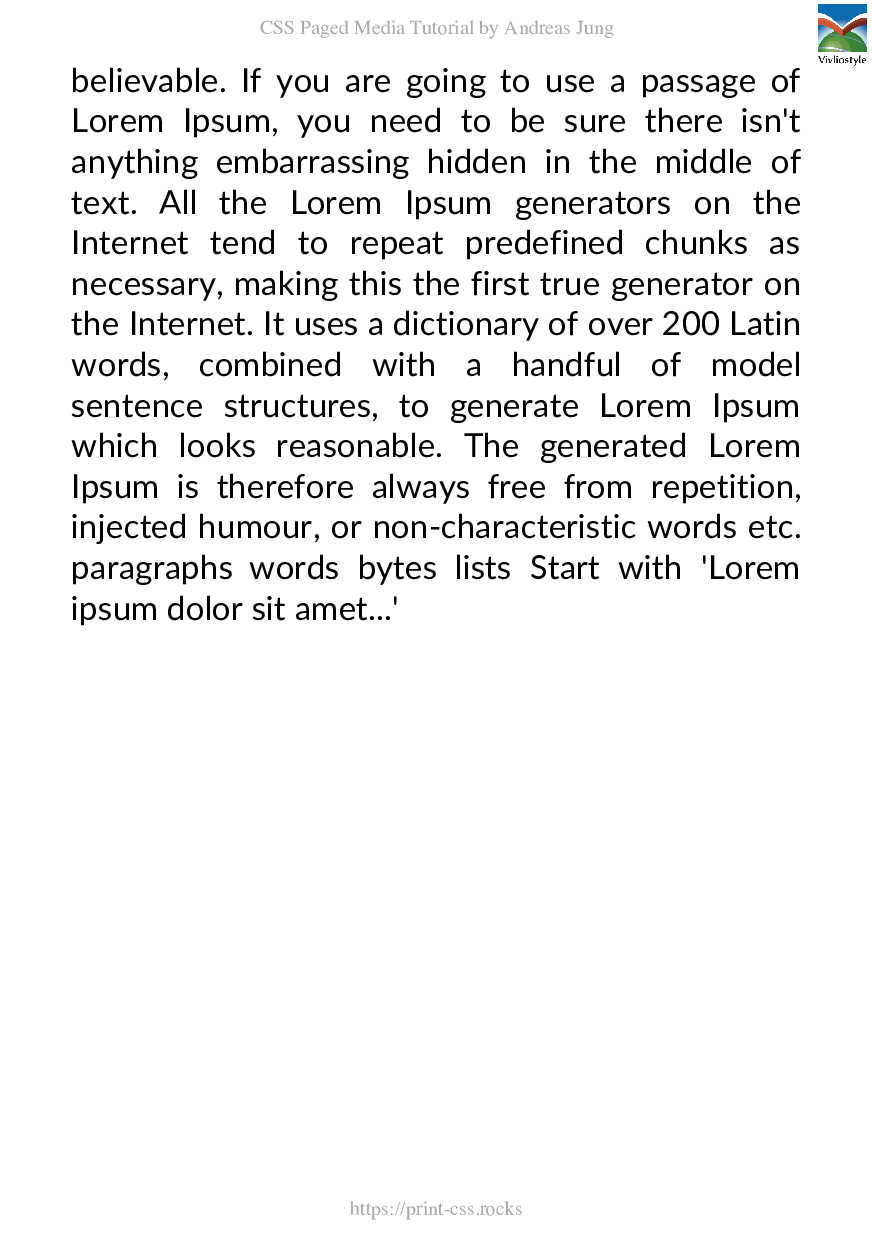 CSS Paged Media Tutorial by Andreas Jung
Vivliostyle
believable. If you are going to use a passage of
Lorem Ipsum, you need to be sure there isn't
anything embarrassing hidden in the middle of
text. All the Lorem Ipsum generators on the
Internet tend to repeat predefined chunks as
necessary, making this the first true generator on
the Internet. It uses a dictionary of over 200 Latin
words, combined with a handful of model
sentence structures, to generate Lorem Ipsum
which looks reasonable. The generated Lorem
Ipsum is therefore always free from repetition,
injected humour, or non-characteristic words etc.
paragraphs words bytes lists Start with 'Lorem
ipsum dolor sit amet...'
https://print-css.rocks